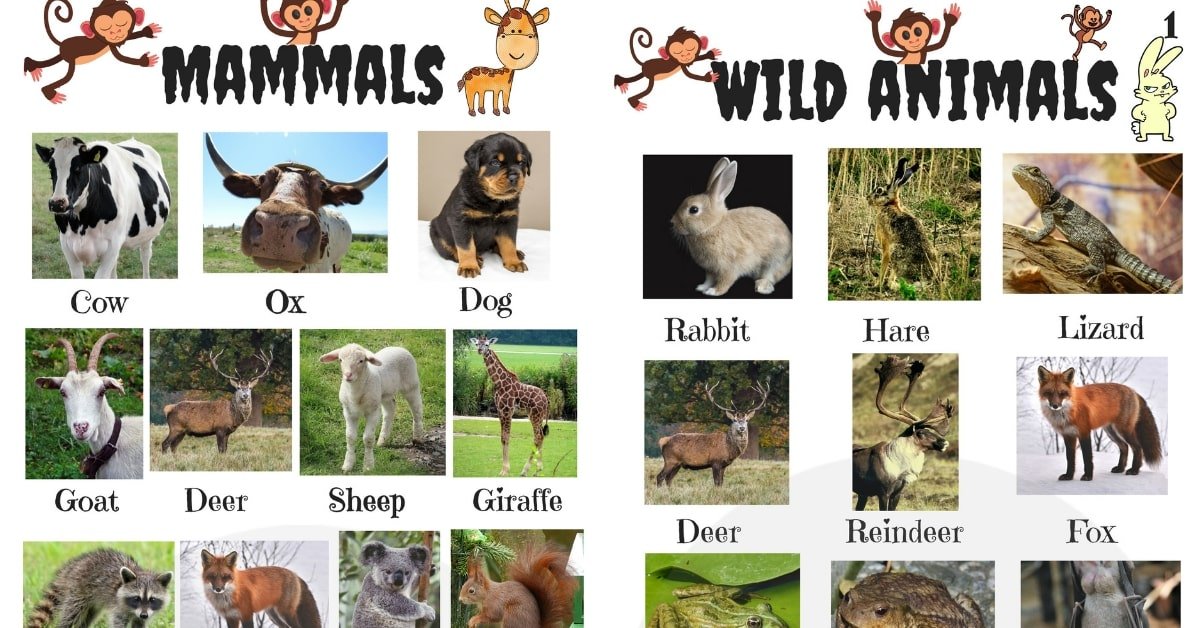 MAMMALS
Cow Ox Dog
Goat Deer Sheep Giraffe
WILD ANIMALS
1
Rabbit Hare Lizard
Deer Reindeer Fox